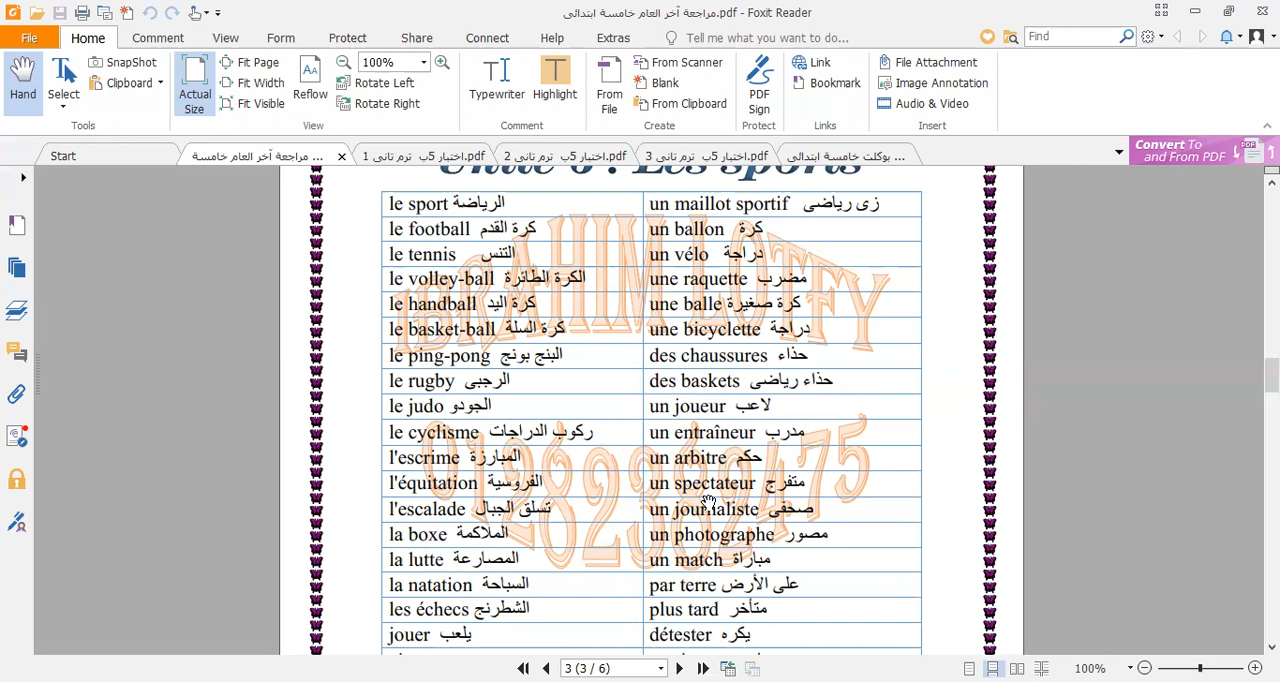 مراجعة آخر العام خامسة ابتدائى.pdf - Foxit Reader
File Home Comment View Form Protect Share Connect Help Extras Tell me what you want to do... Find
Hand Select SnapShot Clipboard Actual Size Fit Page Fit Width Fit Visible Reflow 100% Rotate Left Rotate Right Typewriter Highlight From File From Scanner Blank From Clipboard PDF Sign Link Bookmark File Attachment Image Annotation Audio & Video
Tools View Comment Create Protect Links Insert
Start مراجعة آخر العام خامسة ... اختبار 5ب ترم تانى 1.pdf اختبار 5ب ترم تانى 2.pdf اختبار 5ب ترم تانى 3.pdf بوكلت خامسة ابتدائى ... Convert To and From PDF
Unité 6 : Les sports
le sport الرياضة un maillot sportif زى رياضى
le football كرة القدم un ballon كرة
le tennis التنس un vélo دراجة
le volley-ball الكرة الطائرة une raquette مضرب
le handball كرة اليد une balle كرة صغيرة
le basket-ball كرة السلة une bicyclette دراجة
le ping-pong البنج بونج des chaussures حذاء
le rugby الرجبى des baskets حذاء رياضى
le judo الجودو un joueur لاعب
le cyclisme ركوب الدراجات un entraîneur مدرب
l'escrime المبارزة un arbitre حكم
l'équitation الفروسية un spectateur متفرج
l'escalade تسلق الجبال un journaliste صحفى
la boxe الملاكمة un photographe مصور
la lutte المصارعة un match مباراة
la natation السباحة par terre على الأرض
les échecs الشطرنج plus tard متأخر
jouer يلعب détester يكره
IBRAHIM LOTFY
01282362475
3 (3 / 6) 100%